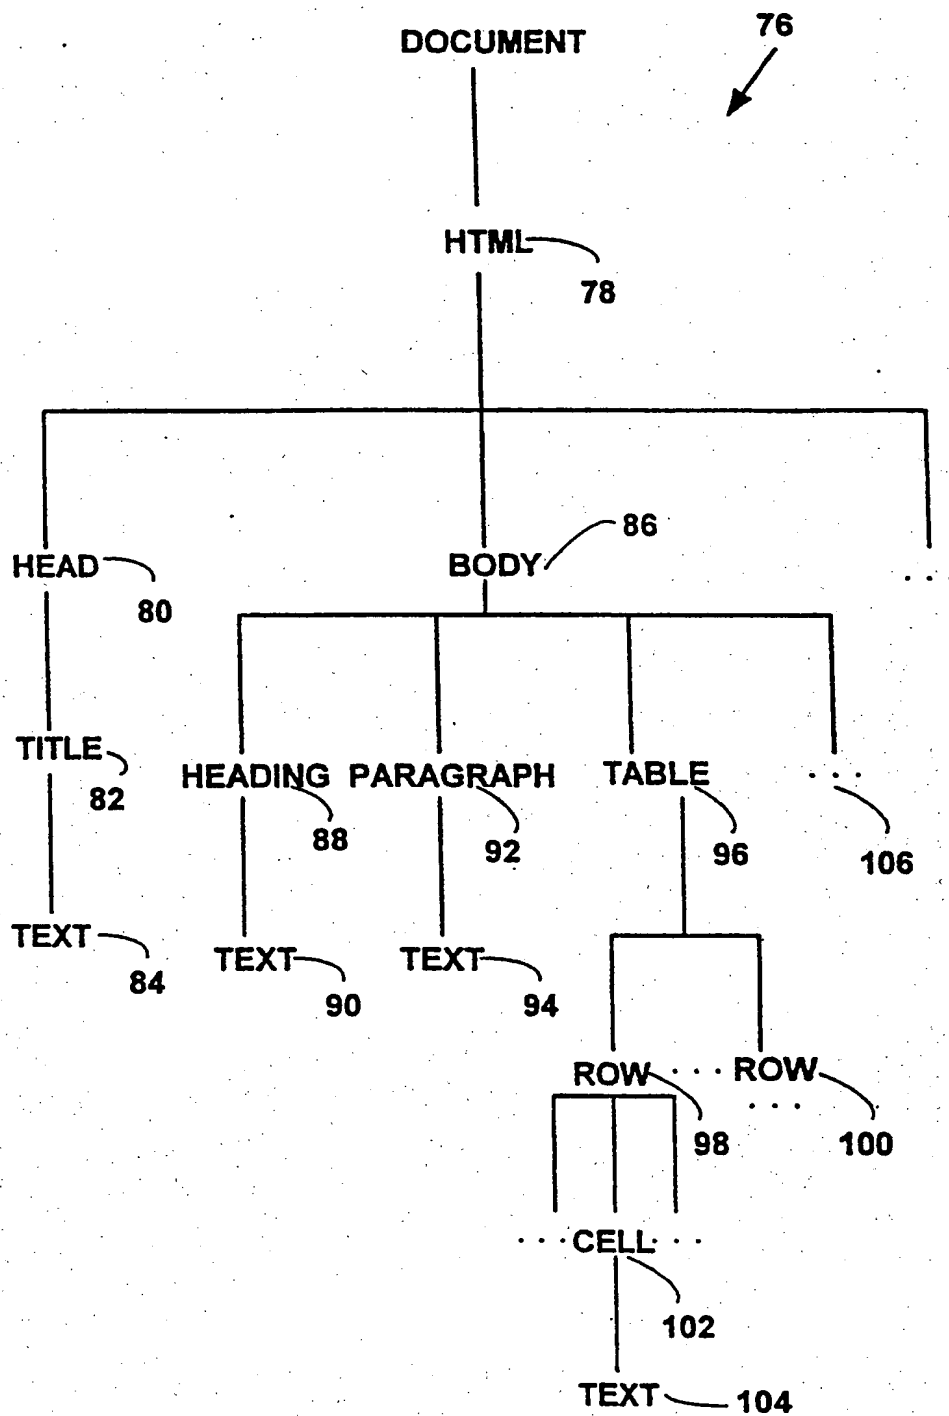 76
DOCUMENT
HTML
78
86
HEAD
BODY
. .
80
TITLE
82
HEADING PARAGRAPH TABLE . . .
88
92
96
106
TEXT
84
TEXT
TEXT
90
94
ROW . . . ROW
. . .
98
100
. . . CELL . . .
102
TEXT
104